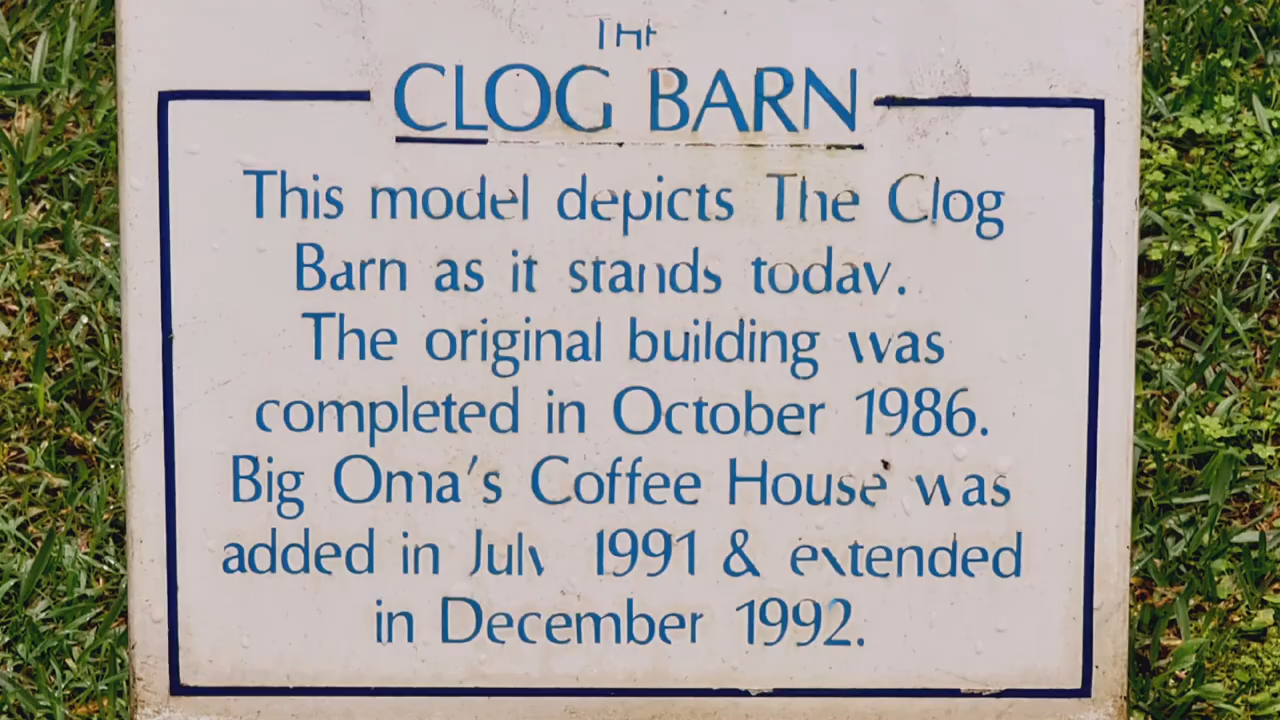 THE
CLOG BARN
This model depicts The Clog
Barn as it stands today.
The original building was
completed in October 1986.
Big Oma's Coffee House was
added in July 1991 & extended
in December 1992.